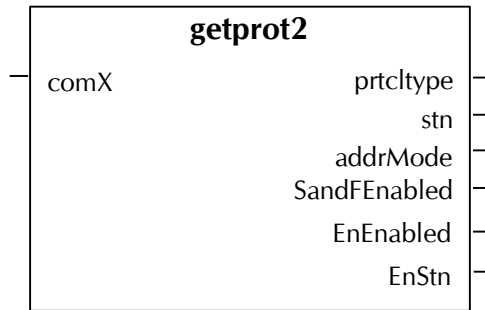 getprot2
comX
prtcltype
stn
addrMode
SandFEnabled
EnEnabled
EnStn